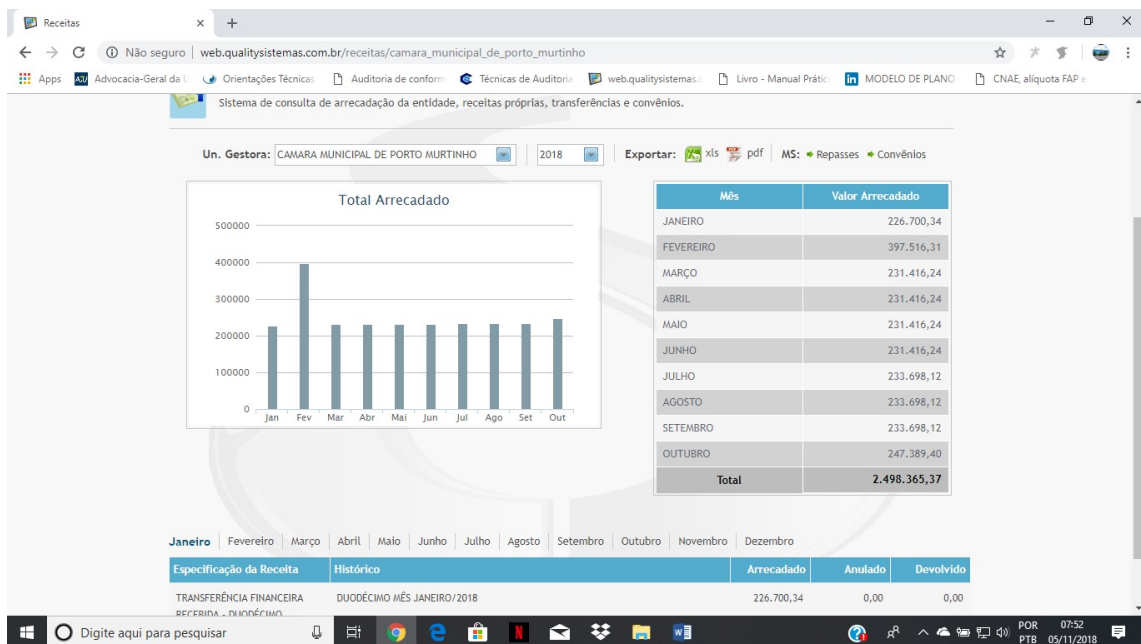 Receitas
Não seguro | web.qualitysistemas.com.br/receitas/camara_municipal_de_porto_murtinho
Apps AGU Advocacia-Geral da Orientações Técnicas Auditoria de conform Técnicas de Auditoria web.qualitysistemas. Livro - Manual Prátic in MODELO DE PLANO CNAE, alíquota FAP e
Sistema de consulta de arrecadação da entidade, receitas próprias, transferências e convênios.
Un. Gestora: CAMARA MUNICIPAL DE PORTO MURTINHO 2018 Exportar: xls pdf MS: Repasses Convênios
Total Arrecadado
500000
400000
300000
200000
100000
0
Jan Fev Mar Abr Mai Jun Jul Ago Set Out
Mês Valor Arrecadado
JANEIRO 226.700,34
FEVEREIRO 397.516,31
MARÇO 231.416,24
ABRIL 231.416,24
MAIO 231.416,24
JUNHO 231.416,24
JULHO 233.698,12
AGOSTO 233.698,12
SETEMBRO 233.698,12
OUTUBRO 247.389,40
Total 2.498.365,37
Janeiro Fevereiro Março Abril Maio Junho Julho Agosto Setembro Outubro Novembro Dezembro
Especificação da Receita Histórico Arrecadado Anulado Devolvido
TRANSFERÊNCIA FINANCEIRA DUODÉCIMO MÊS JANEIRO/2018 226.700,34 0,00 0,00
RECEBIDA - DUODÉCIMO
Digite aqui para pesquisar
POR 07:52
PTB 05/11/2018